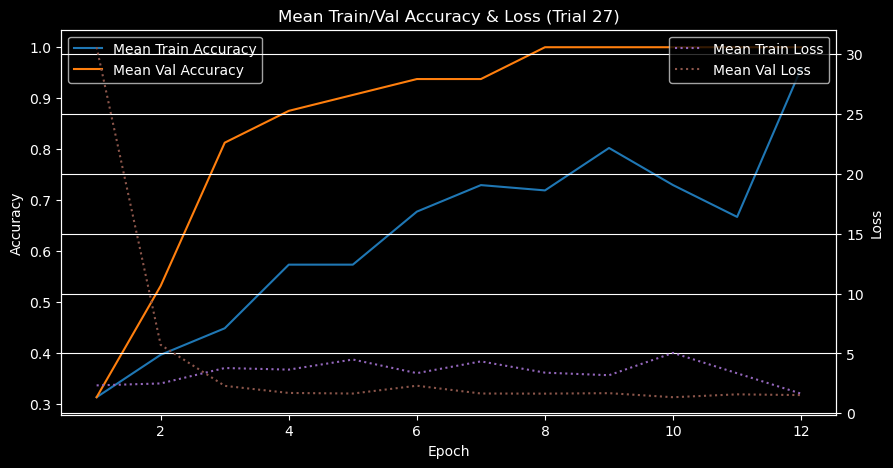 Mean Train/Val Accuracy & Loss (Trial 27)
Mean Train Accuracy
Mean Val Accuracy
Mean Train Loss
Mean Val Loss
1.0
0.9
0.8
0.7
0.6
0.5
0.4
0.3
Accuracy
30
25
20
15
10
5
0
Loss
2
4
6
8
10
12
Epoch